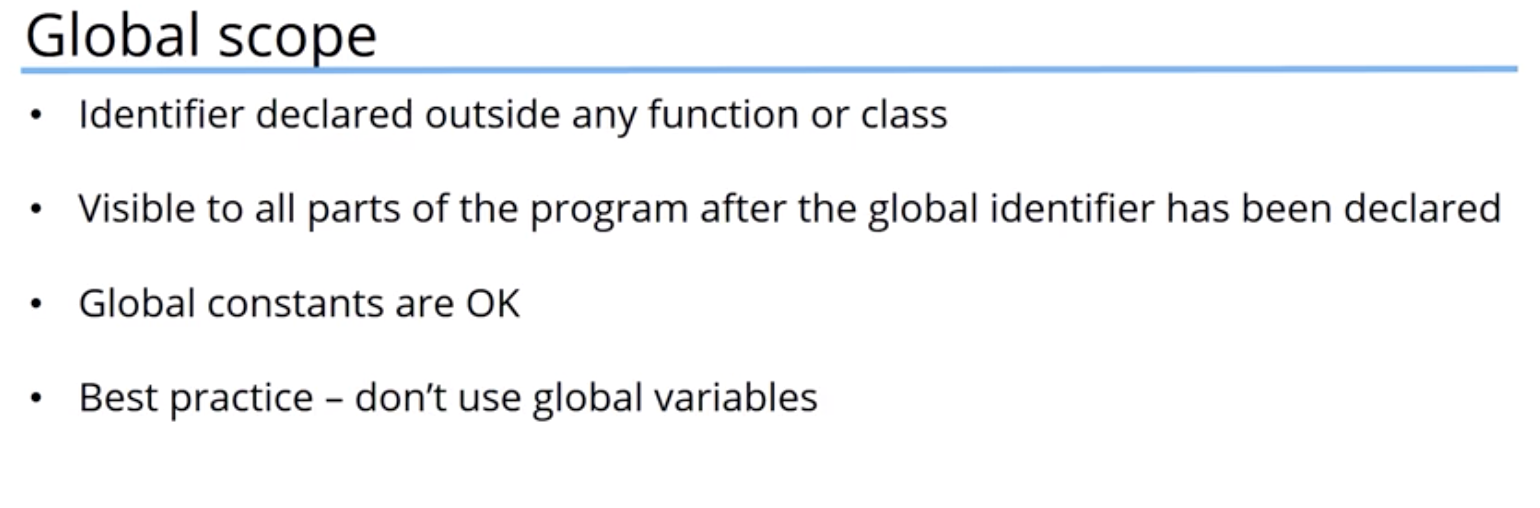 Global scope
• Identifier declared outside any function or class
• Visible to all parts of the program after the global identifier has been declared
• Global constants are OK
• Best practice – don’t use global variables